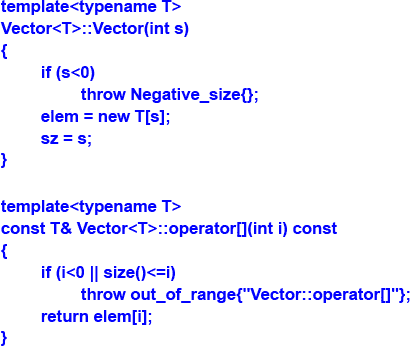 template<typename T>
Vector<T>::Vector(int s)
{
if (s<0)
throw Negative_size{};
elem = new T[s];
sz = s;
}
template<typename T>
const T& Vector<T>::operator[](int i) const
{
if (i<0 || size()<=i)
throw out_of_range{"Vector::operator[]"};
return elem[i];
}